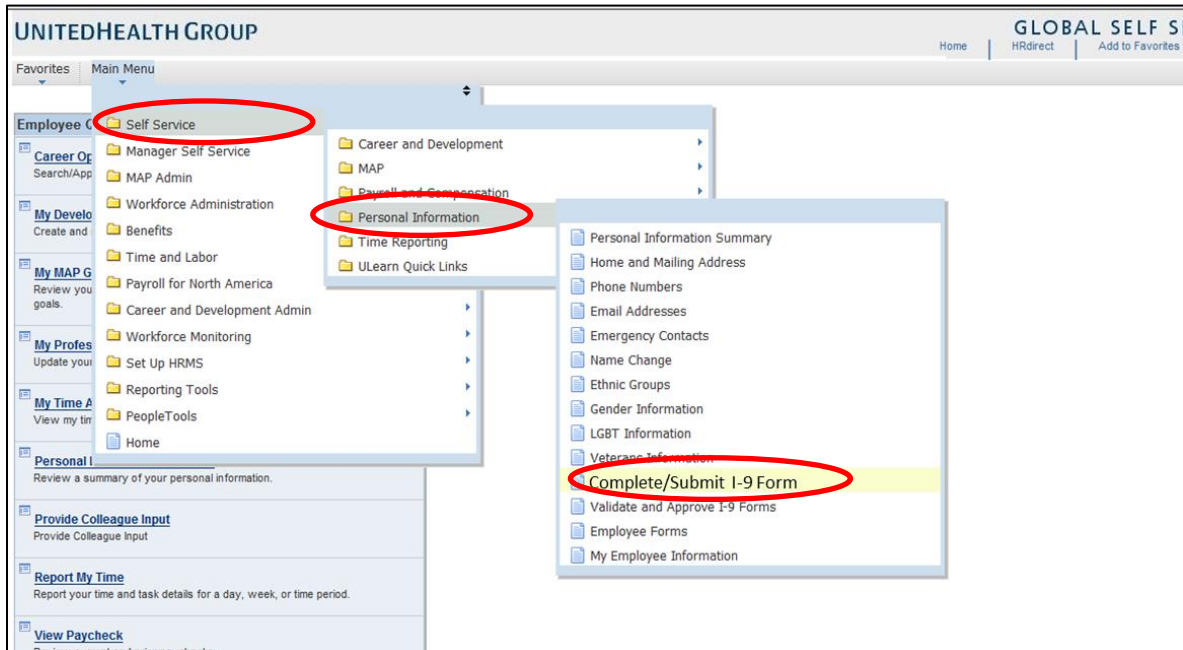 UNITEDHEALTH GROUP
GLOBAL SELF
Home | HRdirect | Add to Favorites
Favorites Main Menu
Employee
Self Service
Manager Self Service
MAP Admin
Workforce Administration
Benefits
Time and Labor
Payroll for North America
Career and Development Admin
Workforce Monitoring
Set Up HRMS
Reporting Tools
PeopleTools
Home
Career and Development
MAP
Payroll and Compensation
Personal Information
Time Reporting
ULearn Quick Links
Personal Information Summary
Home and Mailing Address
Phone Numbers
Email Addresses
Emergency Contacts
Name Change
Ethnic Groups
Gender Information
LGBT Information
Veterans Information
Complete/Submit I-9 Form
Validate and Approve I-9 Forms
Employee Forms
My Employee Information
Career Op
Search/App
My Develo
Create and
My MAP G
Review you
goals.
My Profes
Update your
My Time A
View my tim
Personal
Review a summary of your personal information.
Provide Colleague Input
Provide Colleague Input
Report My Time
Report your time and task details for a day, week, or time period.
View Paycheck